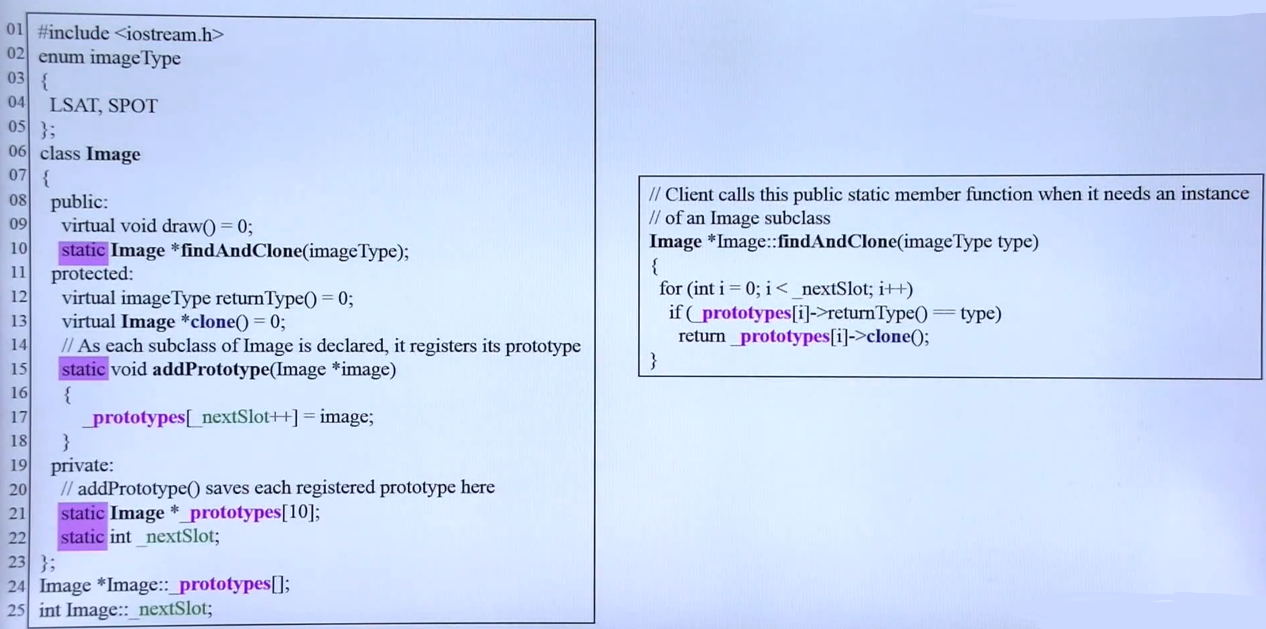 01 #include <iostream.h>
02 enum imageType
03 {
04 LSAT, SPOT
05 };
06 class Image
07 {
08 public:
09 virtual void draw() = 0;
10 static Image *findAndClone(imageType);
11 protected:
12 virtual imageType returnType() = 0;
13 virtual Image *clone() = 0;
14 // As each subclass of Image is declared, it registers its prototype
15 static void addPrototype(Image *image)
16 {
17 _prototypes[_nextSlot++] = image;
18 }
19 private:
20 // addPrototype() saves each registered prototype here
21 static Image *_prototypes[10];
22 static int _nextSlot;
23 };
24 Image *Image::_prototypes[];
25 int Image::_nextSlot;
// Client calls this public static member function when it needs an instance
// of an Image subclass
Image *Image::findAndClone(imageType type)
{
for (int i = 0; i < _nextSlot; i++)
if (_prototypes[i]->returnType() == type)
return _prototypes[i]->clone();
}